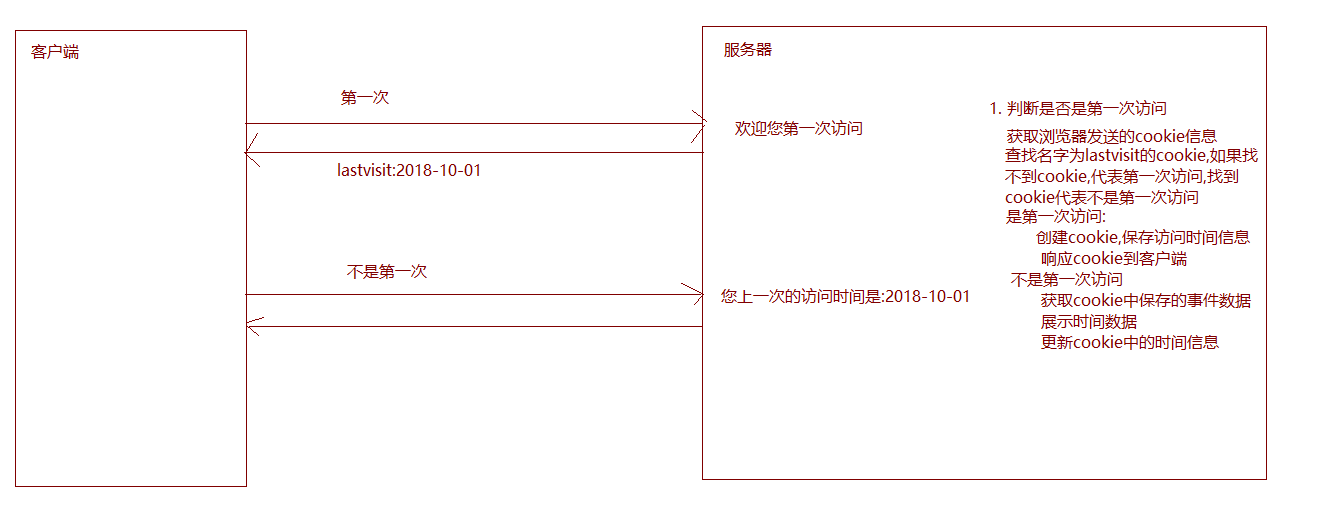 客户端
服务器
第一次
欢迎您第一次访问
lastvisit:2018-10-01
不是第一次
您上一次的访问时间是:2018-10-01
1. 判断是否是第一次访问
获取浏览器发送的cookie信息
查找名字为lastvisit的cookie,如果找
不到cookie,代表第一次访问,找到
cookie代表不是第一次访问
是第一次访问:
创建cookie,保存访问时间信息
响应cookie到客户端
不是第一次访问
获取cookie中保存的事件数据
展示时间数据
更新cookie中的时间信息